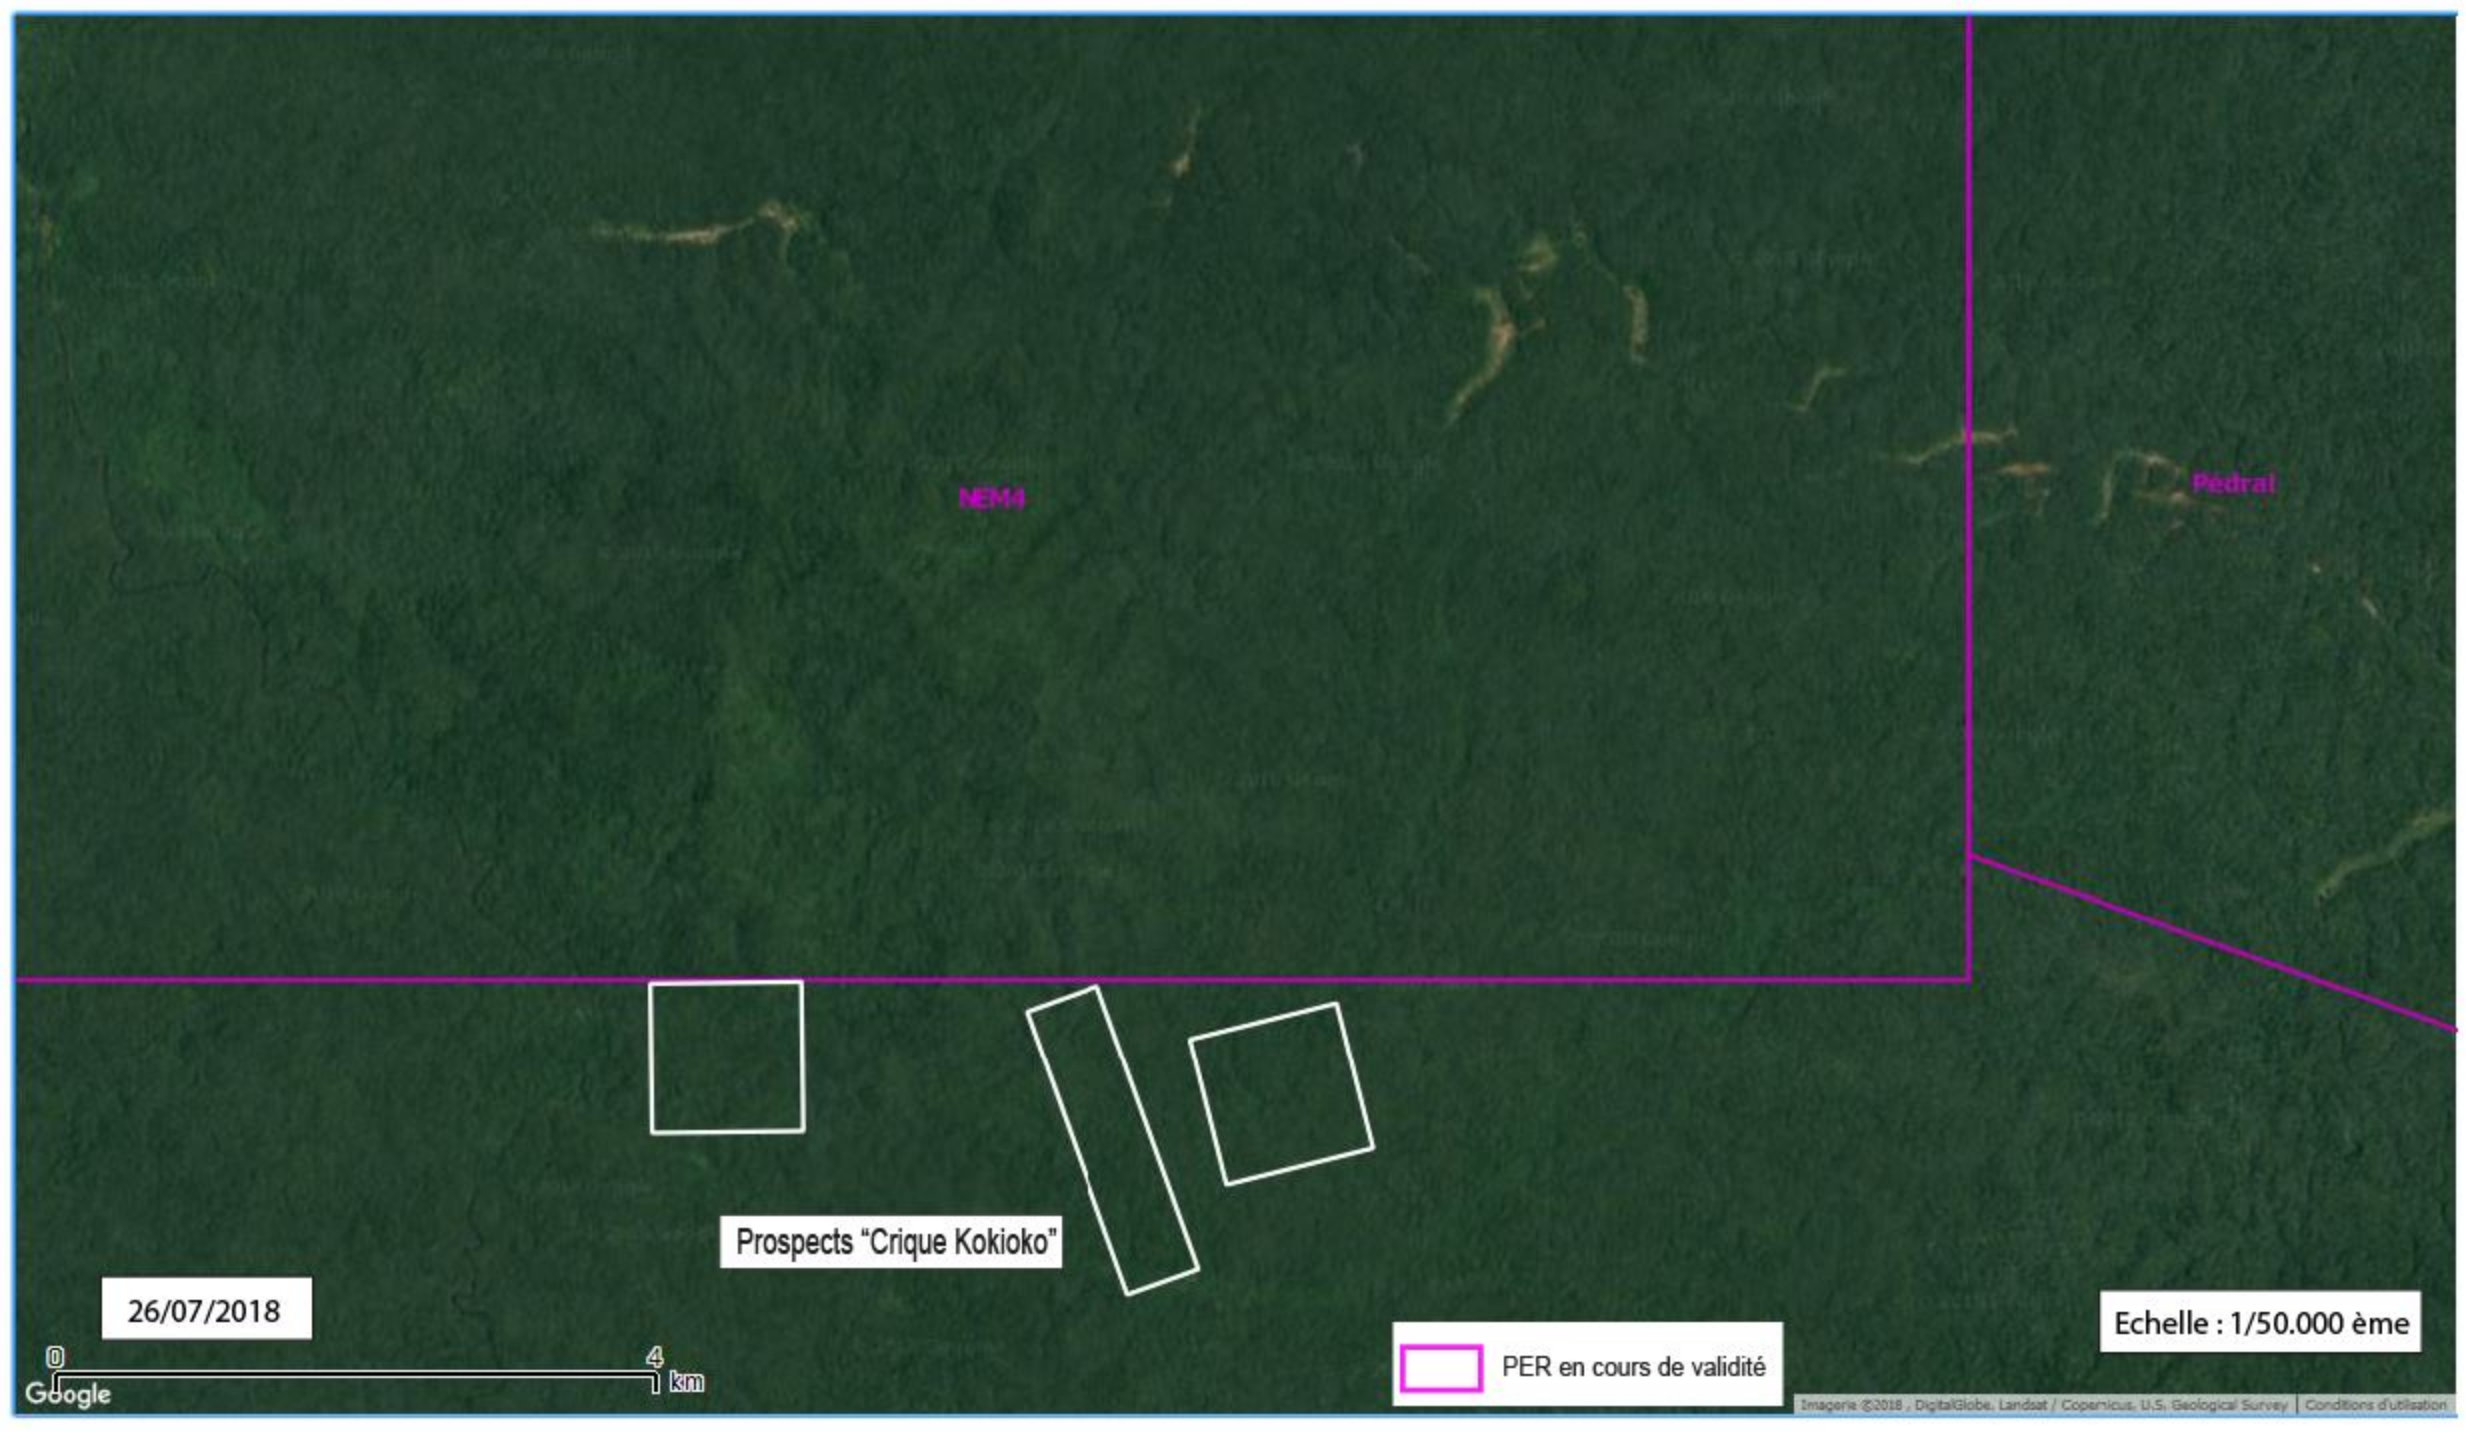 NEM4
Pédral
Prospects “Crique Kokioko”
26/07/2018
Echelle : 1/50.000 ème
0 4
km
PER en cours de validité
Google
Imagerie ©2018 , DigitalGlobe, Landsat / Copernicus, U.S. Geological Survey | Conditions d'utilisation